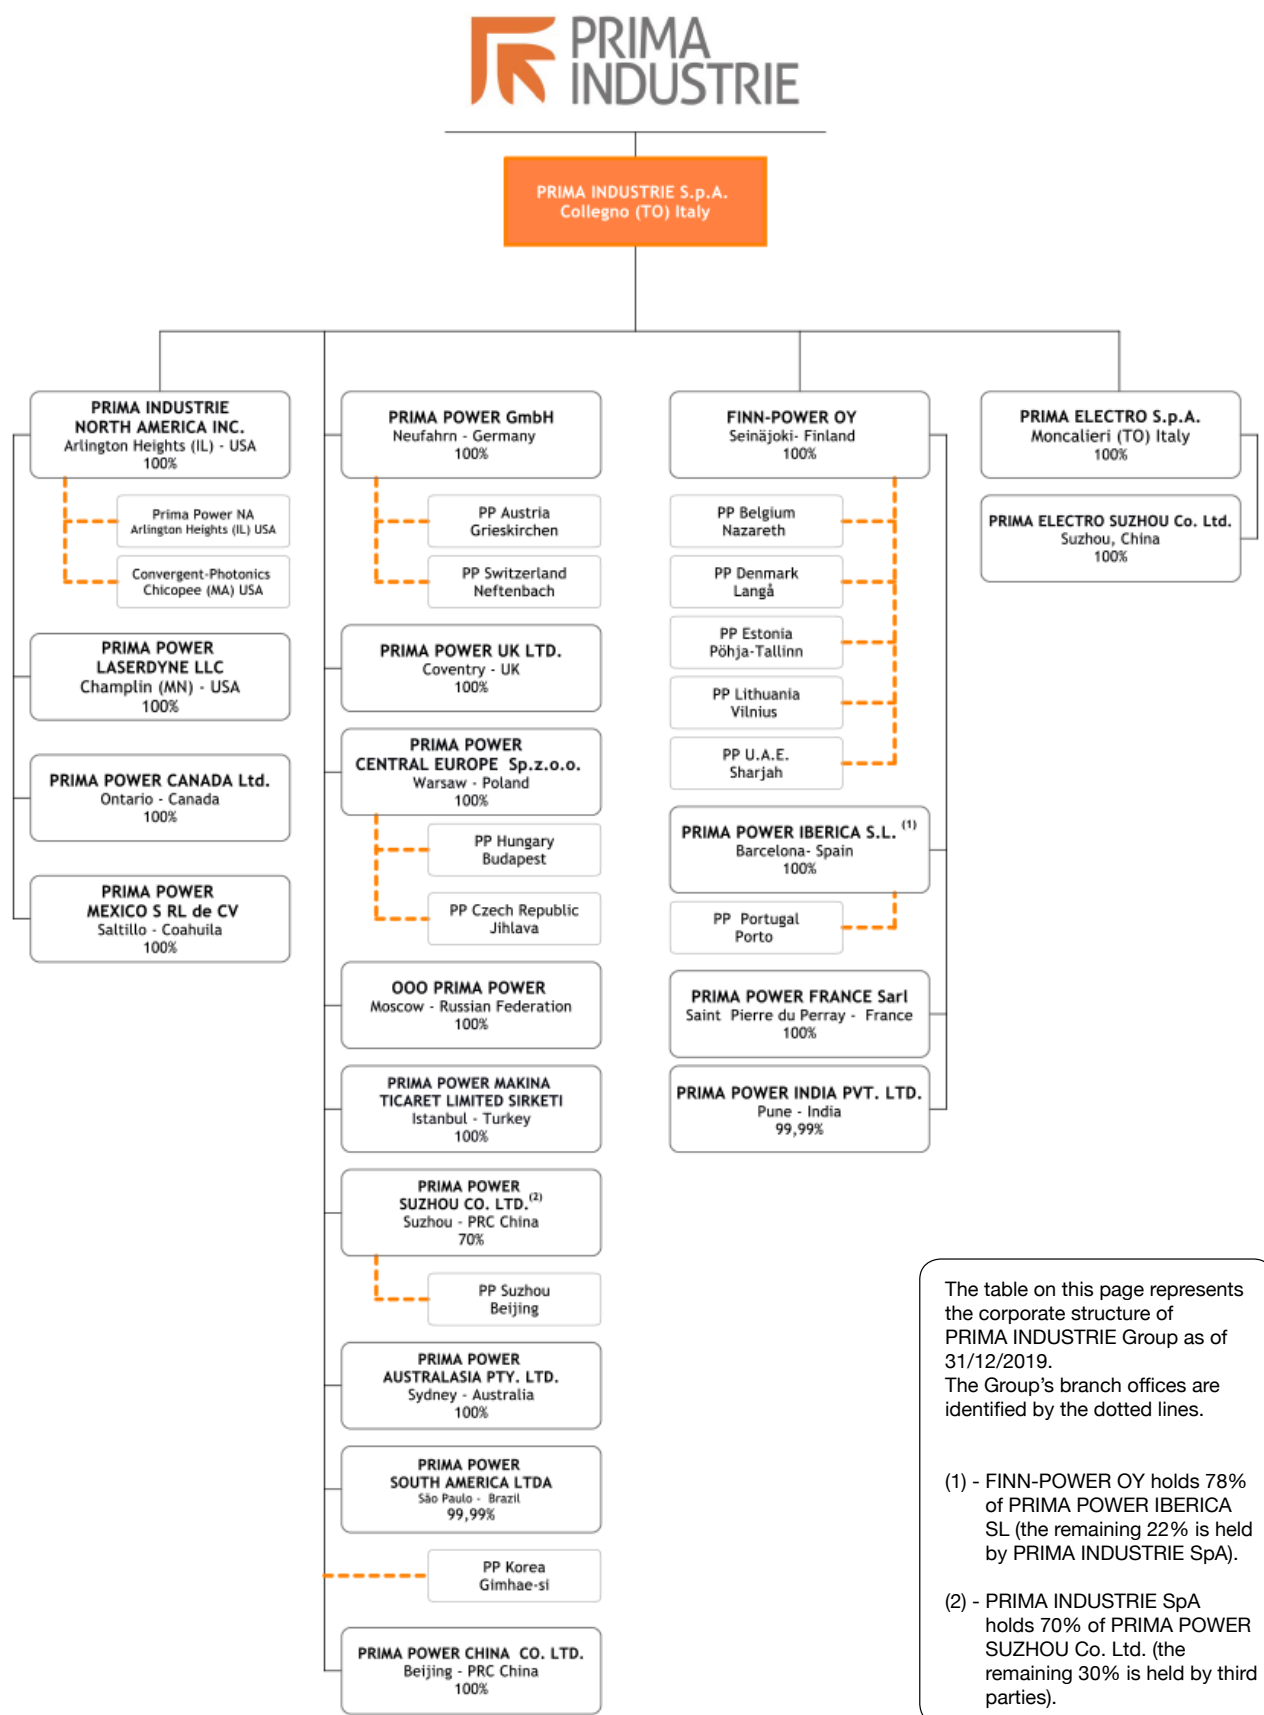 PRIMA
INDUSTRIE
PRIMA INDUSTRIE S.p.A.
Collegno (TO) Italy
PRIMA INDUSTRIE
NORTH AMERICA INC.
Arlington Heights (IL) - USA
100%
Prima Power NA
Arlington Heights (IL) USA
Convergent-Photonics
Chicopee (MA) USA
PRIMA POWER
LASERDYNE LLC
Champlin (MN) - USA
100%
PRIMA POWER CANADA Ltd.
Ontario - Canada
100%
PRIMA POWER
MEXICO S RL de CV
Saltillo - Coahuila
100%
PRIMA POWER GmbH
Neufahrn - Germany
100%
PP Austria
Grieskirchen
PP Switzerland
Neftenbach
PRIMA POWER UK LTD.
Coventry - UK
100%
PRIMA POWER
CENTRAL EUROPE Sp.z.o.o.
Warsaw - Poland
100%
PP Hungary
Budapest
PP Czech Republic
Jihlava
OOO PRIMA POWER
Moscow - Russian Federation
100%
PRIMA POWER MAKINA
TICARET LIMITED SIRKETI
Istanbul - Turkey
100%
PRIMA POWER
SUZHOU CO. LTD.(2)
Suzhou - PRC China
70%
PP Suzhou
Beijing
PRIMA POWER
AUSTRALASIA PTY. LTD.
Sydney - Australia
100%
PRIMA POWER
SOUTH AMERICA LTDA
São Paulo - Brazil
99,99%
PP Korea
Gimhae-si
PRIMA POWER CHINA CO. LTD.
Beijing - PRC China
100%
FINN-POWER OY
Seinäjoki- Finland
100%
PP Belgium
Nazareth
PP Denmark
Langå
PP Estonia
Pöhja-Tallinn
PP Lithuania
Vilnius
PP U.A.E.
Sharjah
PRIMA POWER IBERICA S.L. (1)
Barcelona- Spain
100%
PP Portugal
Porto
PRIMA POWER FRANCE Sarl
Saint Pierre du Perray - France
100%
PRIMA POWER INDIA PVT. LTD.
Pune - India
99,99%
PRIMA ELECTRO S.p.A.
Moncalieri (TO) Italy
100%
PRIMA ELECTRO SUZHOU Co. Ltd.
Suzhou, China
100%
The table on this page represents
the corporate structure of
PRIMA INDUSTRIE Group as of
31/12/2019.
The Group's branch offices are
identified by the dotted lines.
(1) - FINN-POWER OY holds 78%
of PRIMA POWER IBERICA
SL (the remaining 22% is held
by PRIMA INDUSTRIE SpA).
(2) - PRIMA INDUSTRIE SpA
holds 70% of PRIMA POWER
SUZHOU Co. Ltd. (the
remaining 30% is held by third
parties).